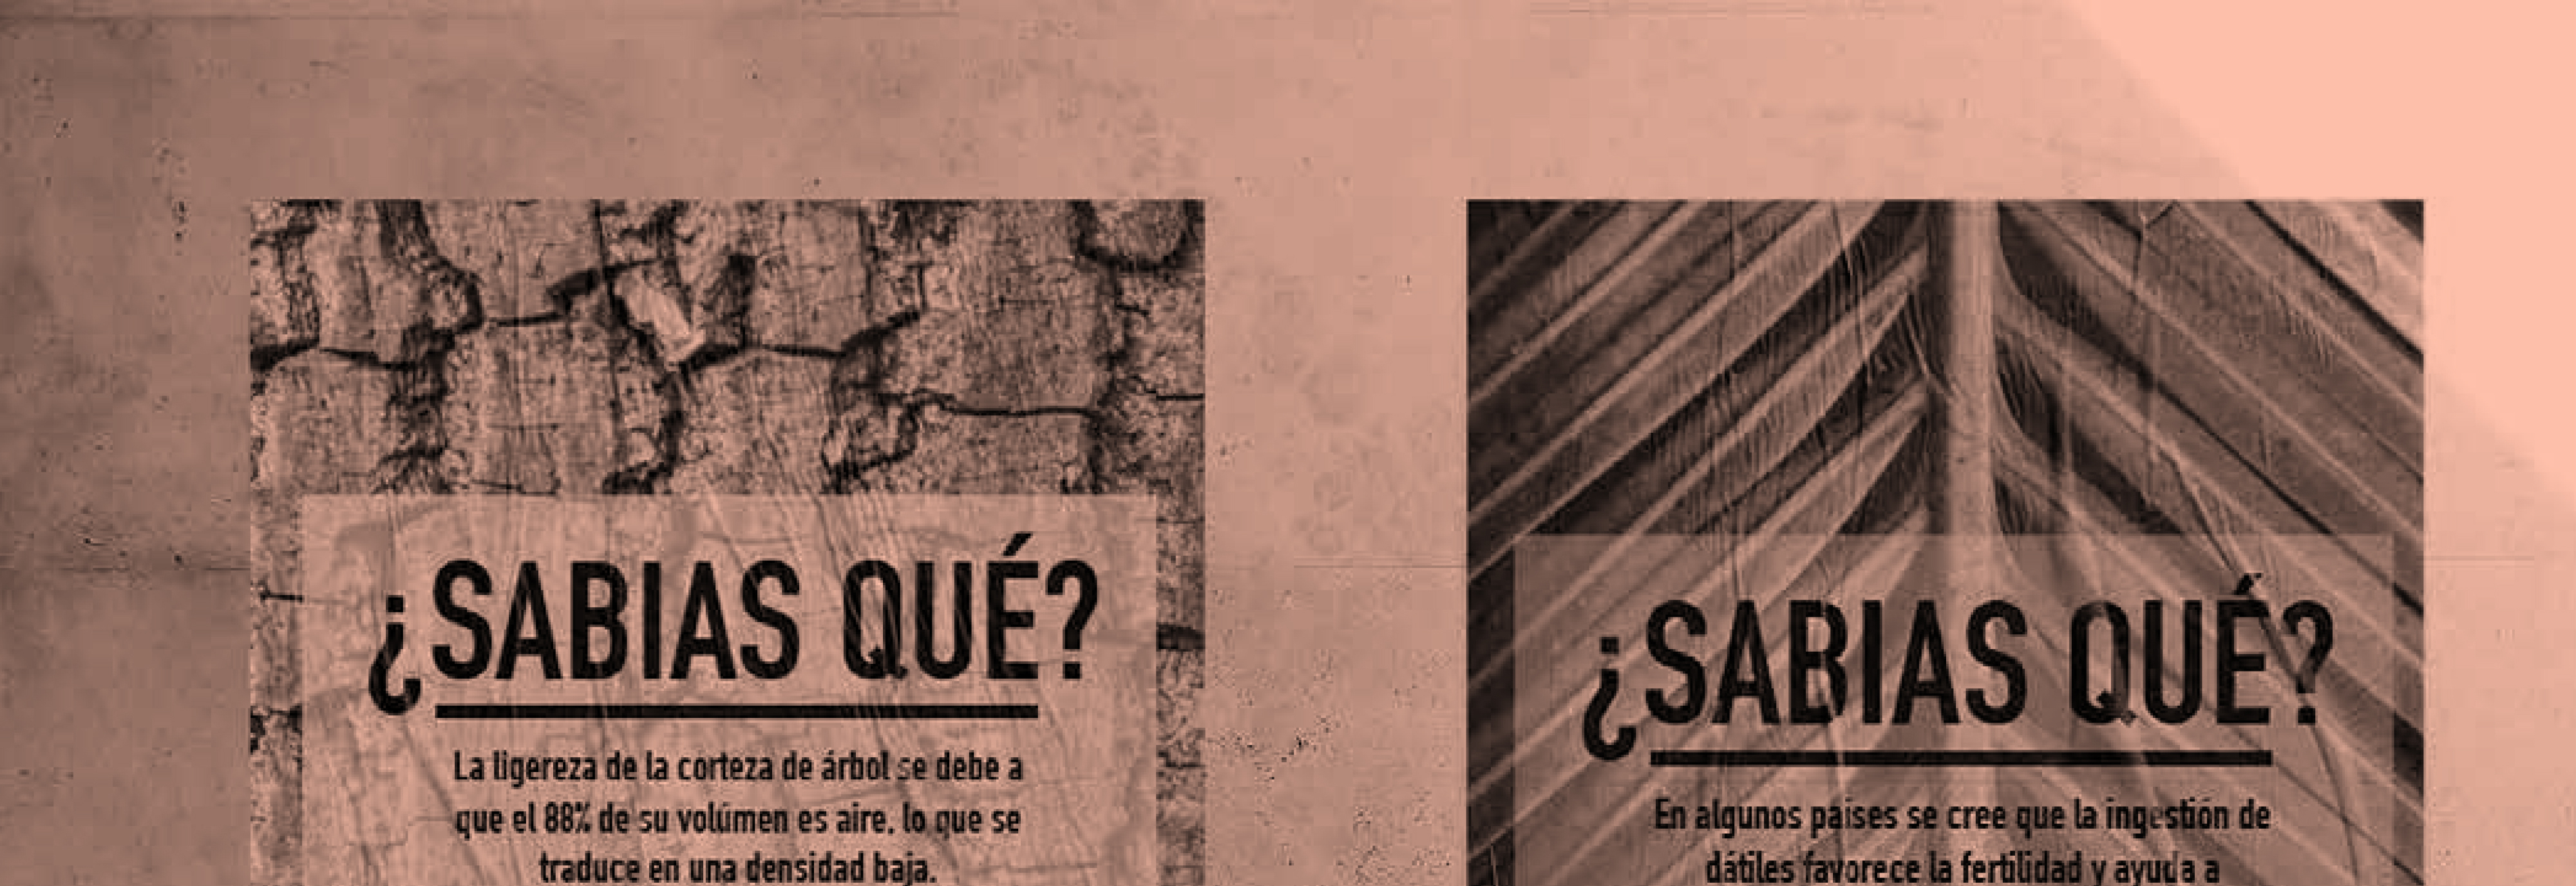 ¿SABIAS QUÉ?
La ligereza de la corteza de árbol se debe a
que el 88% de su volúmen es aire, lo que se
traduce en una densidad baja.
¿SABIAS QUÉ?
En algunos países se cree que la ingestión de
dátiles favorece la fertilidad y ayuda a